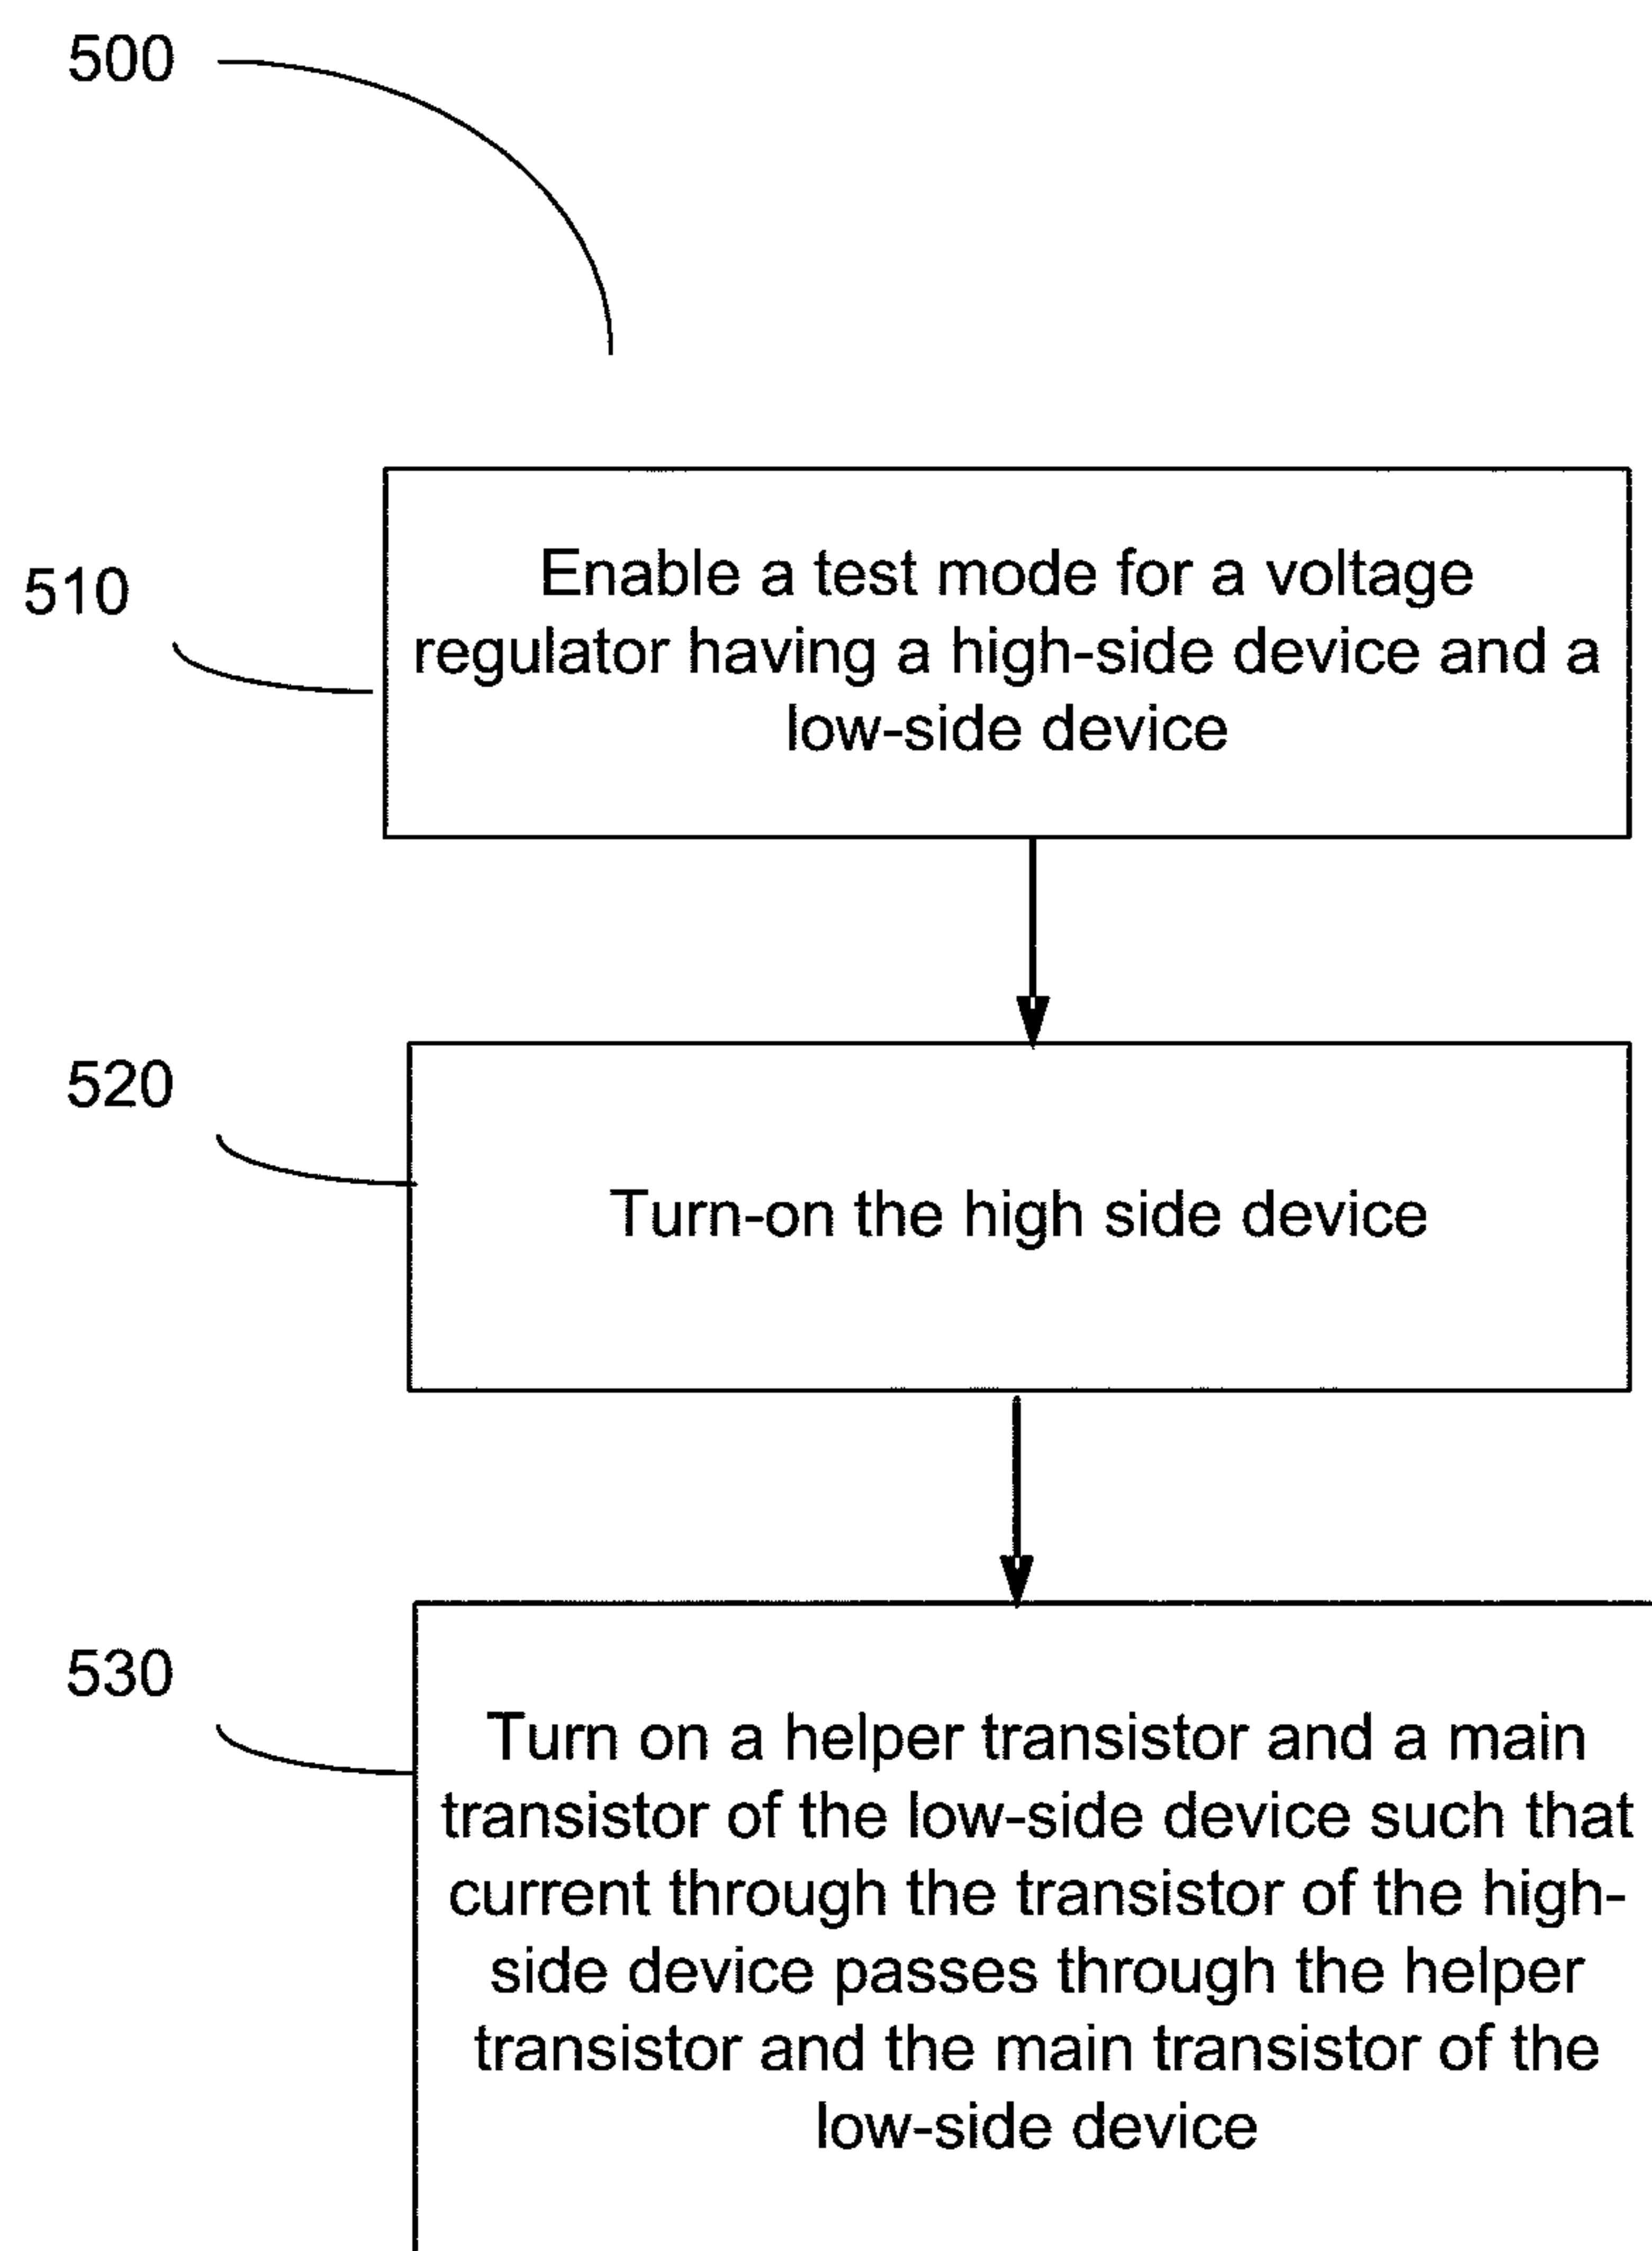 500
510
Enable a test mode for a voltage
regulator having a high-side device and a
low-side device
520
Turn-on the high side device
530
Turn on a helper transistor and a main
transistor of the low-side device such that
current through the transistor of the high-
side device passes through the helper
transistor and the main transistor of the
low-side device